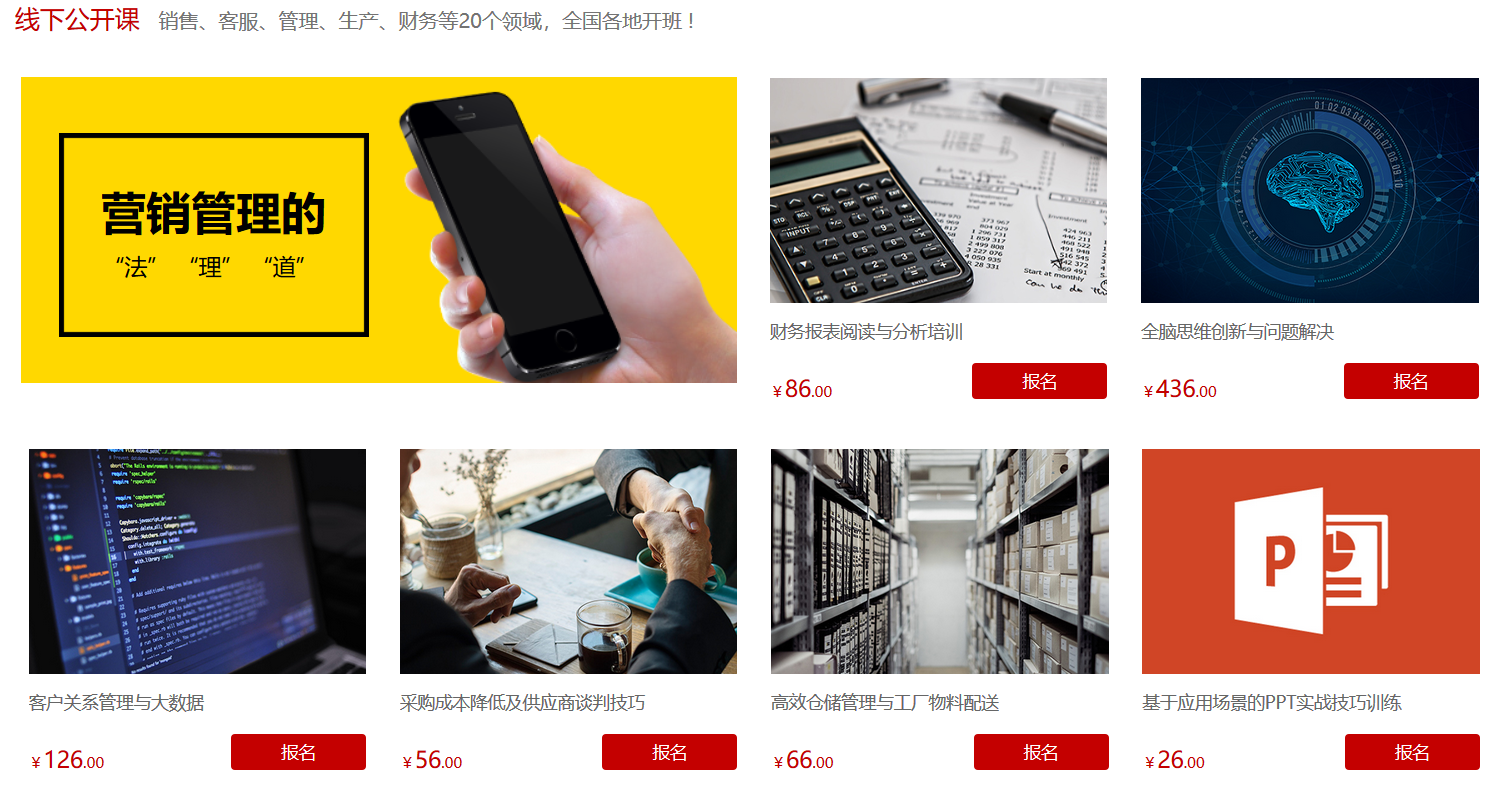 线下公开课 销售、客服、管理、生产、财务等20个领域，全国各地开班！
营销管理的
“法” “理” “道”
财务报表阅读与分析培训
¥86.00 报名
全脑思维创新与问题解决
¥436.00 报名
客户关系管理与大数据
¥126.00 报名
采购成本降低及供应商谈判技巧
¥56.00 报名
高效仓储管理与工厂物料配送
¥66.00 报名
P
基于应用场景的PPT实战技巧训练
¥26.00 报名